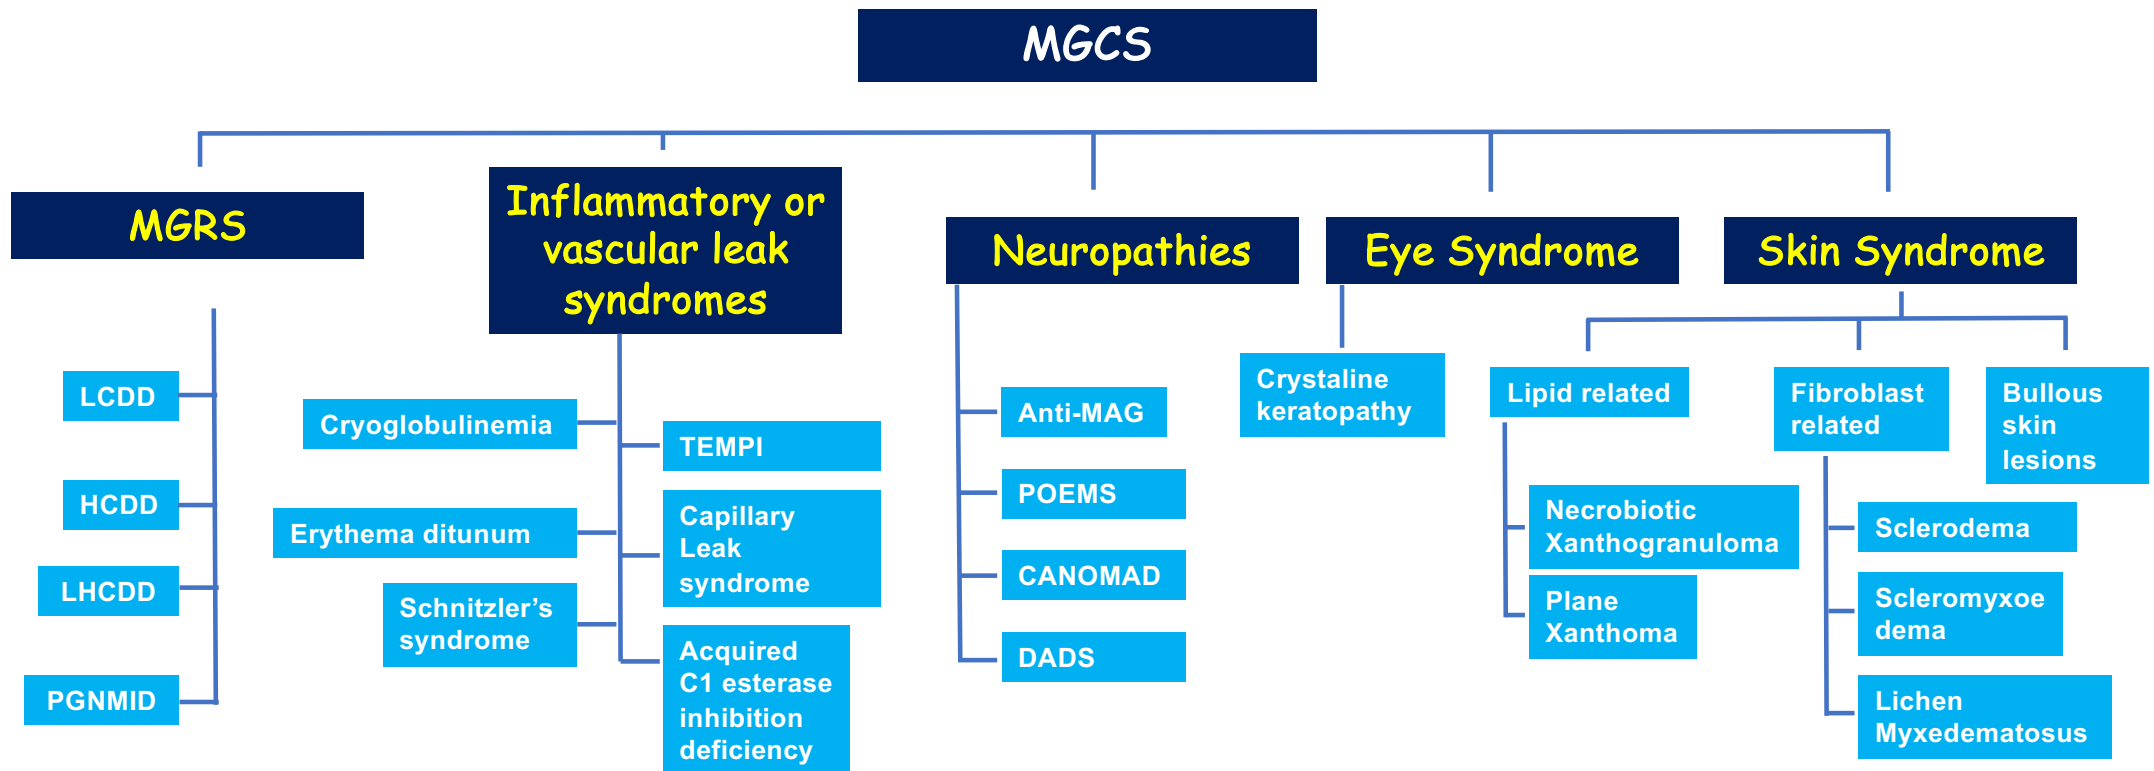 MGCS
MGRS
Inflammatory or
vascular leak
syndromes
Neuropathies
Eye Syndrome
Skin Syndrome
LCDD
HCDD
LHCDD
PGNMID
Cryoglobulinemia
Erythema ditunum
Schnitzler’s
syndrome
TEMPI
Capillary
Leak
syndrome
Acquired
C1 esterase
inhibition
deficiency
Anti-MAG
POEMS
CANOMAD
DADS
Crystaline
keratopathy
Lipid related
Necrobiotic
Xanthogranuloma
Plane
Xanthoma
Fibroblast
related
Sclerodema
Scleromyxoe
dema
Lichen
Myxedematosus
Bullous
skin
lesions